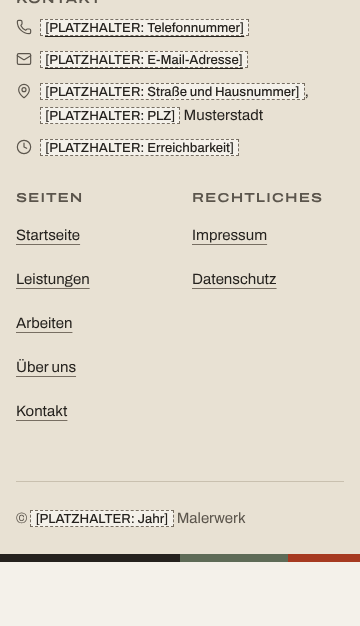 KONTAKT
[PLATZHALTER: Telefonnummer]
[PLATZHALTER: E-Mail-Adresse]
[PLATZHALTER: Straße und Hausnummer],
[PLATZHALTER: PLZ] Musterstadt
[PLATZHALTER: Erreichbarkeit]
SEITEN
Startseite
Leistungen
Arbeiten
Über uns
Kontakt
RECHTLICHES
Impressum
Datenschutz
© [PLATZHALTER: Jahr] Malerwerk